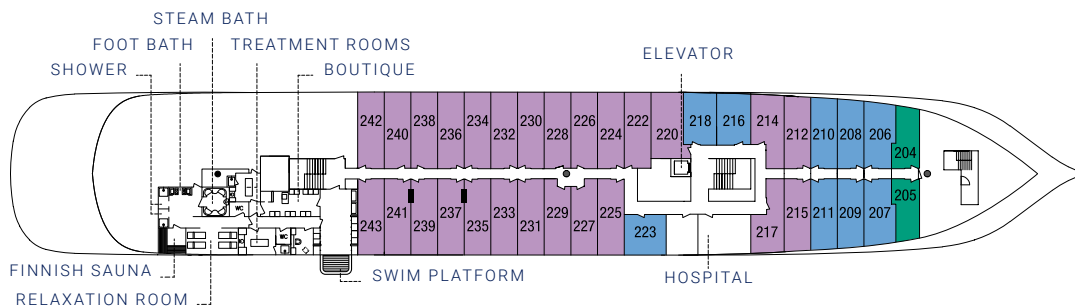 STEAM BATH
FOOT BATH TREATMENT ROOMS ELEVATOR
SHOWER BOUTIQUE
242 240 238 236 234 232 230 228 226 224 222 220 218 216 214 212 210 208 206 204
WC
WC
243 241 239 237 235 233 231 229 227 225 223 217 215 211 209 207 205
FINNISH SAUNA SWIM PLATFORM HOSPITAL
RELAXATION ROOM